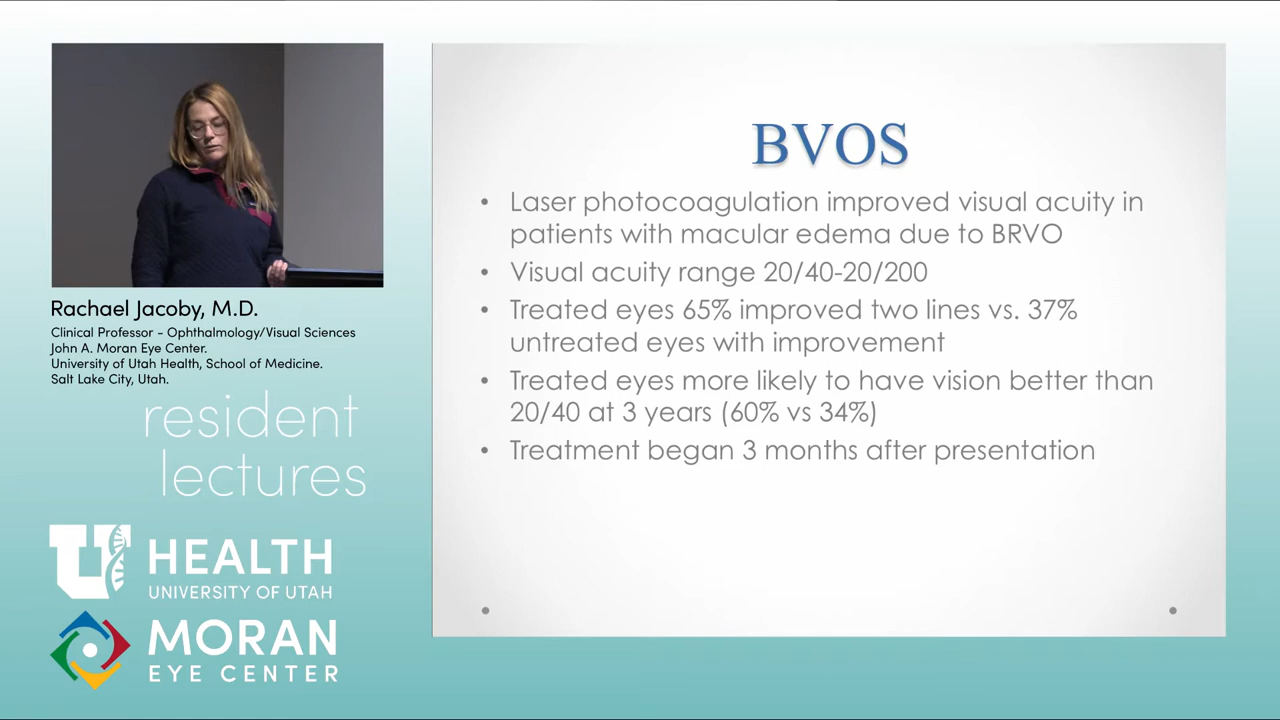 BVOS
• Laser photocoagulation improved visual acuity in
patients with macular edema due to BRVO
• Visual acuity range 20/40-20/200
• Treated eyes 65% improved two lines vs. 37%
untreated eyes with improvement
• Treated eyes more likely to have vision better than
20/40 at 3 years (60% vs 34%)
• Treatment began 3 months after presentation
Rachael Jacoby, M.D.
Clinical Professor - Ophthalmology/Visual Sciences
John A. Moran Eye Center.
University of Utah Health, School of Medicine.
Salt Lake City, Utah.
resident
lectures
U HEALTH
UNIVERSITY OF UTAH
MORAN
EYE CENTER